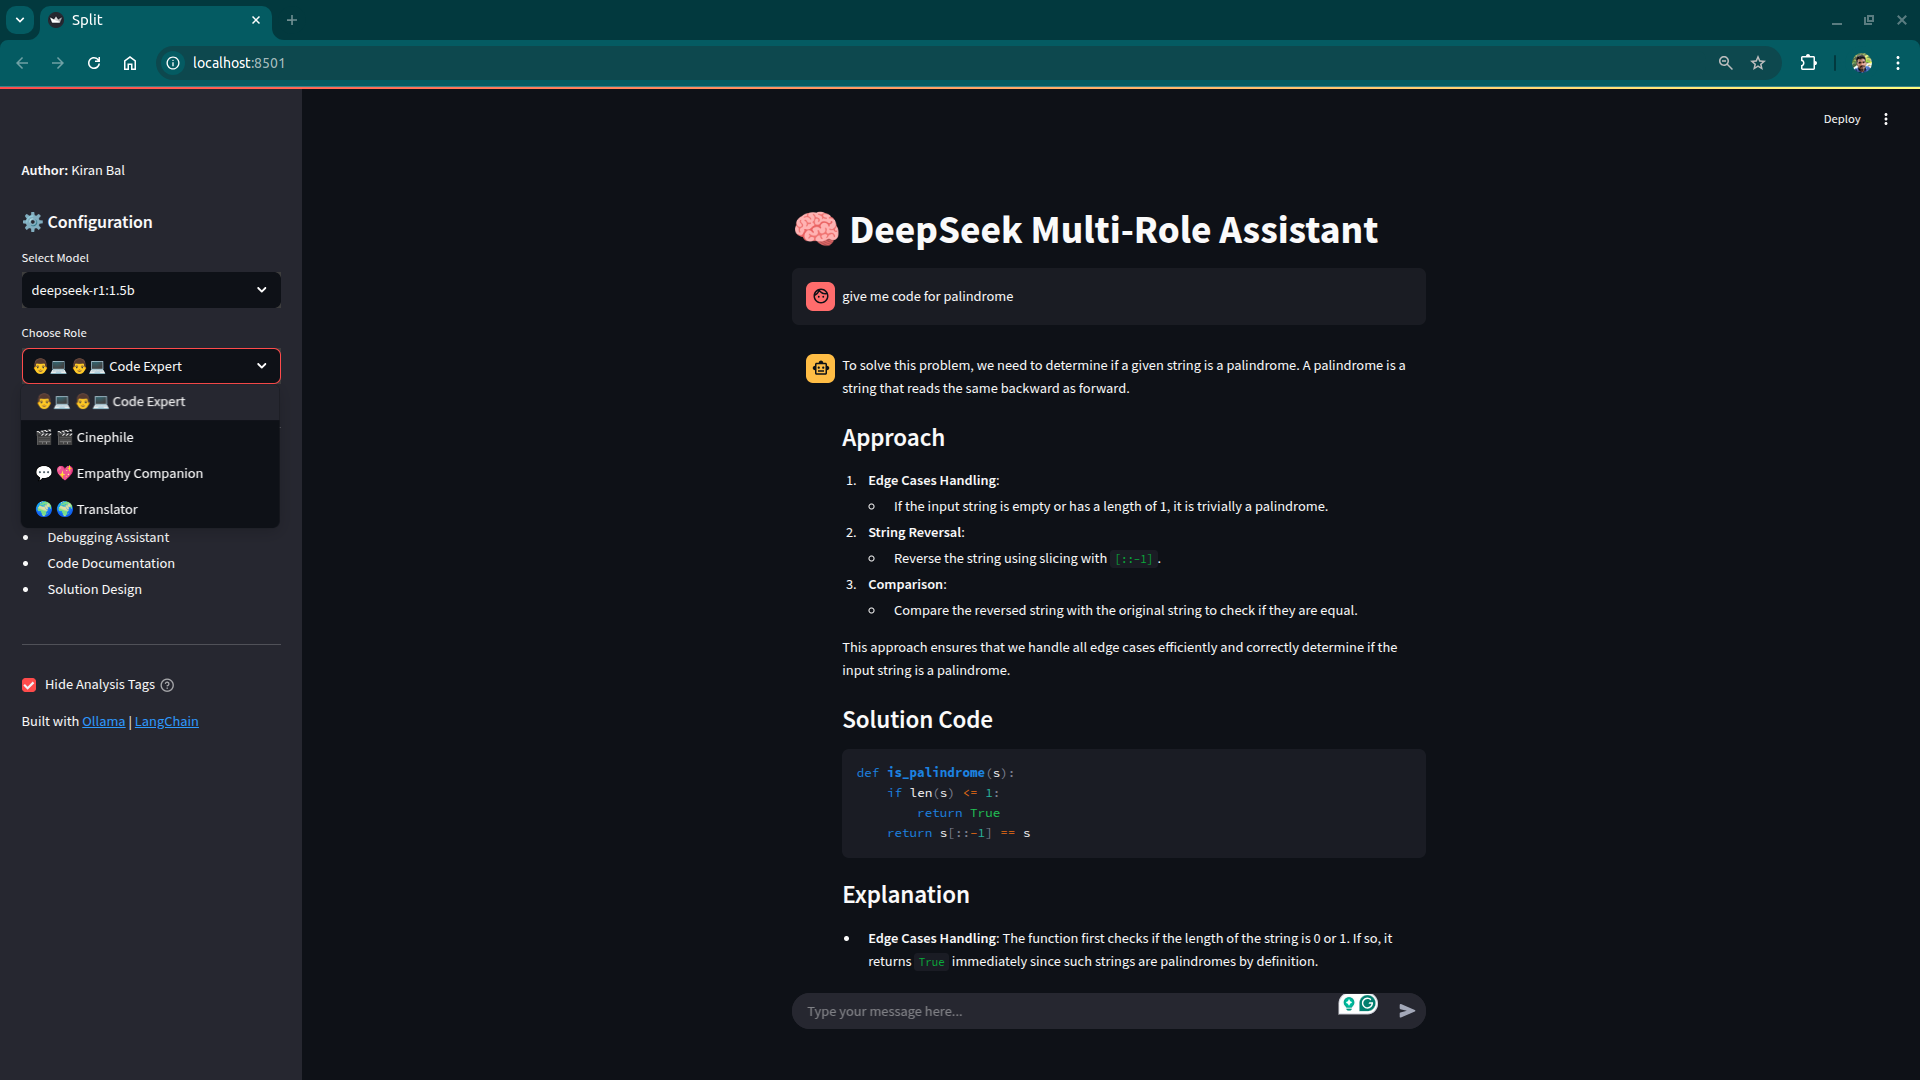 Split
localhost:8501
Deploy
Author: Kiran Bal
⚙️ Configuration
Select Model
deepseek-r1:1.5b
Choose Role
👨💻 👨💻 Code Expert
👨💻 👨💻 Code Expert
🎬 🎬 Cinephile
💬 💖 Empathy Companion
🌍 🌍 Translator
• Debugging Assistant
• Code Documentation
• Solution Design
Hide Analysis Tags
Built with Ollama | LangChain
🧠 DeepSeek Multi-Role Assistant
give me code for palindrome
To solve this problem, we need to determine if a given string is a palindrome. A palindrome is a
string that reads the same backward as forward.
Approach
1. Edge Cases Handling:
◦ If the input string is empty or has a length of 1, it is trivially a palindrome.
2. String Reversal:
◦ Reverse the string using slicing with [::-1].
3. Comparison:
◦ Compare the reversed string with the original string to check if they are equal.
This approach ensures that we handle all edge cases efficiently and correctly determine if the
input string is a palindrome.
Solution Code
def is_palindrome(s):
    if len(s) <= 1:
        return True
    return s[::-1] == s
Explanation
• Edge Cases Handling: The function first checks if the length of the string is 0 or 1. If so, it
returns True immediately since such strings are palindromes by definition.
Type your message here...